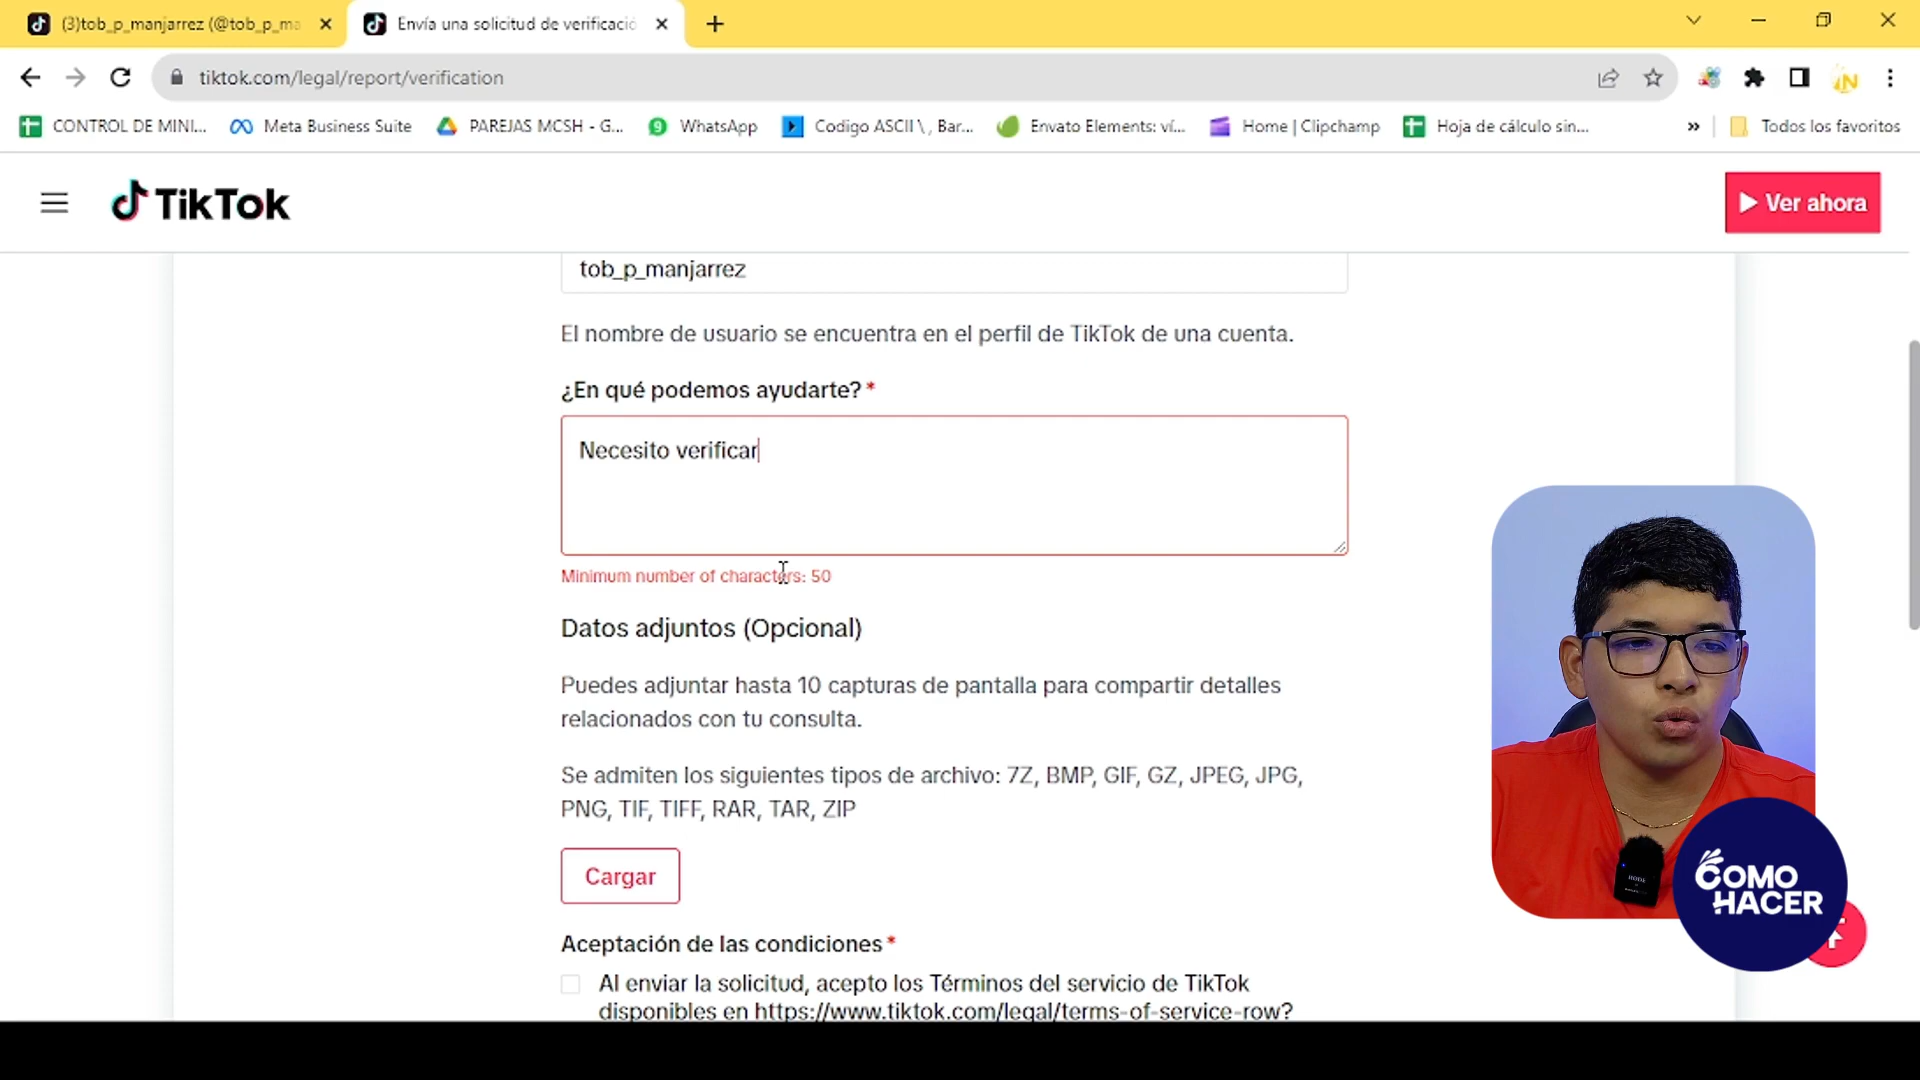 (3)tob_p_manjarrez (@tob_p_ma
Envía una solicitud de verificació
tiktok.com/legal/report/verification
CONTROL DE MINI...
Meta Business Suite
PAREJAS MCSH - G...
WhatsApp
Codigo ASCII \ , Bar...
Envato Elements: ví...
Home | Clipchamp
Hoja de cálculo sin...
»
Todos los favoritos
TikTok
Ver ahora
tob_p_manjarrez
El nombre de usuario se encuentra en el perfil de TikTok de una cuenta.
¿En qué podemos ayudarte? *
Necesito verificar
Minimum number of characters: 50
Datos adjuntos (Opcional)
Puedes adjuntar hasta 10 capturas de pantalla para compartir detalles
relacionados con tu consulta.
Se admiten los siguientes tipos de archivo: 7Z, BMP, GIF, GZ, JPEG, JPG,
PNG, TIF, TIFF, RAR, TAR, ZIP
Cargar
Aceptación de las condiciones *
Al enviar la solicitud, acepto los Términos del servicio de TikTok
disponibles en https://www.tiktok.com/legal/terms-of-service-row?
RODE
COMO
HACER